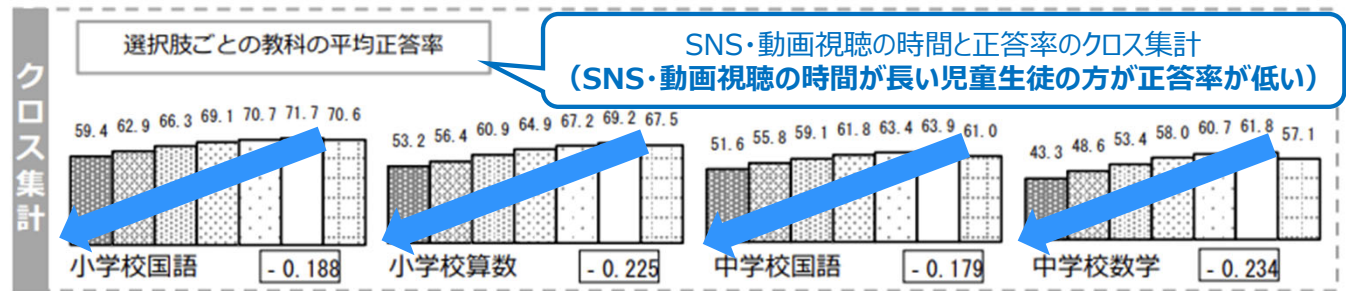 クロス集計
選択肢ごとの教科の平均正答率
SNS・動画視聴の時間と正答率のクロス集計
（SNS・動画視聴の時間が長い児童生徒の方が正答率が低い）
59.4 62.9 66.3 69.1 70.7 71.7 70.6
小学校国語 -0.188
53.2 56.4 60.9 64.9 67.2 69.2 67.5
小学校算数 -0.225
51.6 55.8 59.1 61.8 63.4 63.9 61.0
中学校国語 -0.179
43.3 48.6 53.4 58.0 60.7 61.8 57.1
中学校数学 -0.234